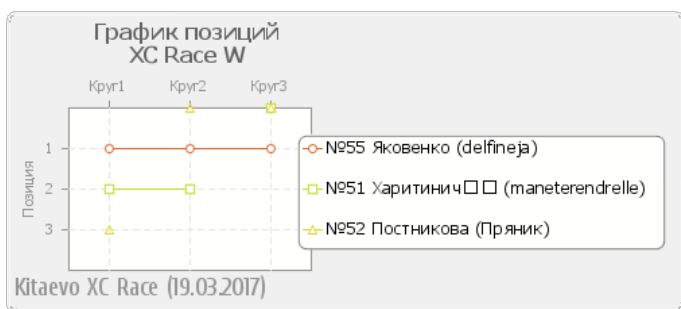 График позиций
XC Race W
Круг1 Круг2 Круг3
Позиция
1
2
3
№55 Яковенко (delfineja)
№51 Харитинич□□ (maneterendrelle)
№52 Постникова (Пряник)
Kitaevo XC Race (19.03.2017)